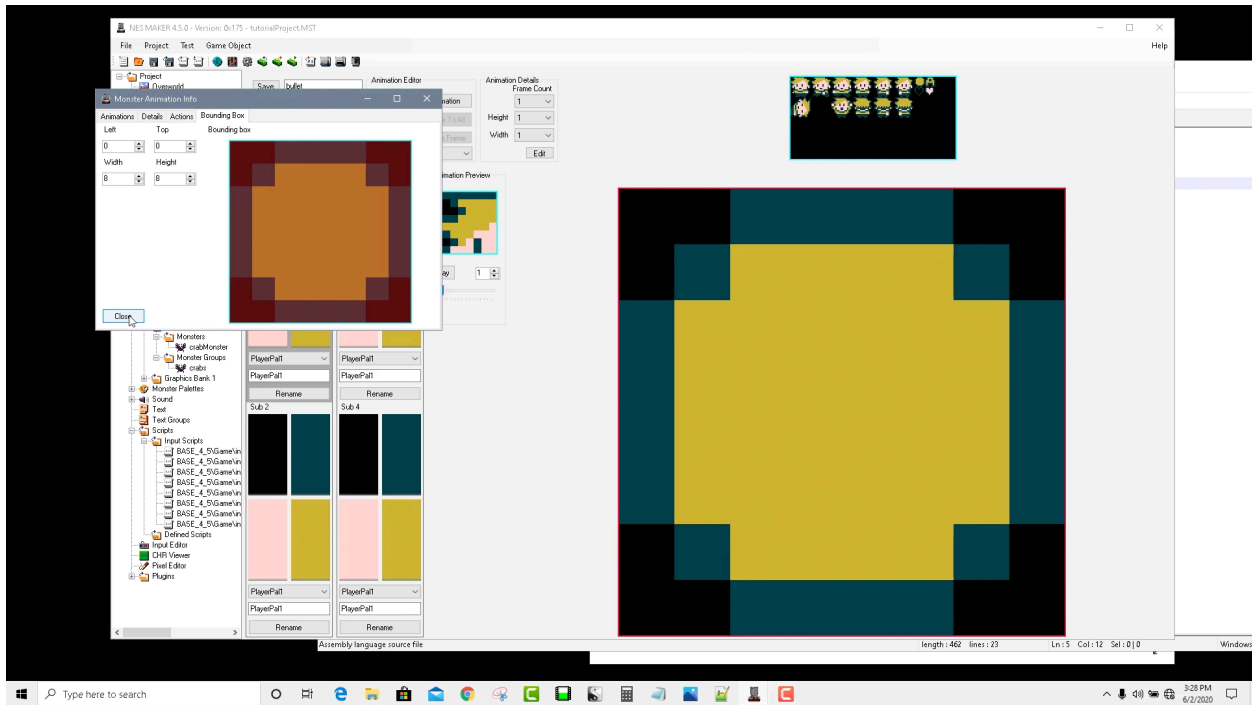 NES MAKER 4.5.0 - Version: 0x175 - tutorialProject.MST
File Project Test Game Object Help
Project
Overworld
Save bullet
Animation Editor
Animation Details
Frame Count
1
Height 1
Width 1
Edit
Monster Animation Info
Animations Details Actions Bounding Box
Left Top Bounding box
0 0
Width Height
8 8
Close
1
Monsters
crabMonster
Monster Groups
crabs
Graphics Bank 1
Monster Palettes
Sound
Text
Text Groups
Scripts
Input Scripts
BASE_4_5\Game\In
BASE_4_5\Game\In
BASE_4_5\Game\In
BASE_4_5\Game\In
BASE_4_5\Game\In
BASE_4_5\Game\In
BASE_4_5\Game\In
BASE_4_5\Game\In
Defined Scripts
Input Editor
CHR Viewer
Pixel Editor
Plugins
PlayerPal1 PlayerPal1
PlayerPal1 PlayerPal1
Rename Rename
Sub 2 Sub 4
PlayerPal1 PlayerPal1
PlayerPal1 PlayerPal1
Rename Rename
Assembly language source file length : 462 lines : 23 Ln : 5 Col : 12 Sel : 0 | 0 Windows
Type here to search
3:28 PM
6/2/2020